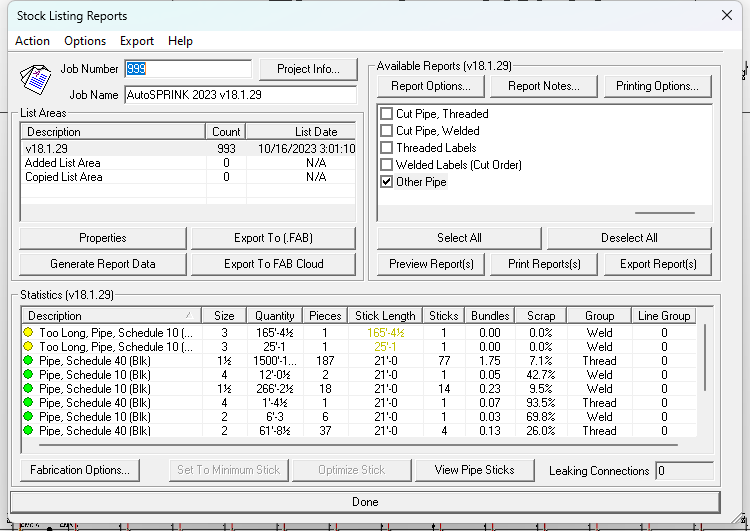 Stock Listing Reports
Action Options Export Help
Job Number 999 Project Info...
Job Name AutoSPRINK 2023 v18.1.29
List Areas
Description Count List Date
v18.1.29 993 10/16/2023 3:01:10
Added List Area 0 N/A
Copied List Area 0 N/A
Properties Export To (.FAB)
Generate Report Data Export To FAB Cloud
Available Reports (v18.1.29)
Report Options... Report Notes... Printing Options...
Cut Pipe, Threaded
Cut Pipe, Welded
Threaded Labels
Welded Labels (Cut Order)
Other Pipe
Select All Deselect All
Preview Report(s) Print Reports(s) Export Report(s)
Statistics (v18.1.29)
Description Size Quantity Pieces Stick Length Sticks Bundles Scrap Group Line Group
Too Long, Pipe, Schedule 10 (... 3 165'-4½ 1 165'-4½ 1 0.00 0.0% Weld 0
Too Long, Pipe, Schedule 10 (... 3 25'-1 1 25'-1 1 0.00 0.0% Weld 0
Pipe, Schedule 40 (Blk) 1½ 1500'-1... 187 21'-0 77 1.75 7.1% Thread 0
Pipe, Schedule 10 (Blk) 4 12'-0½ 2 21'-0 1 0.05 42.7% Weld 0
Pipe, Schedule 10 (Blk) 1½ 266'-2½ 18 21'-0 14 0.23 9.5% Weld 0
Pipe, Schedule 40 (Blk) 4 1'-4½ 1 21'-0 1 0.07 93.5% Thread 0
Pipe, Schedule 10 (Blk) 2 6'-3 6 21'-0 1 0.03 69.8% Weld 0
Pipe, Schedule 40 (Blk) 2 61'-8½ 37 21'-0 4 0.13 26.0% Thread 0
Fabrication Options... Set To Minimum Stick Optimize Stick View Pipe Sticks Leaking Connections 0
Done